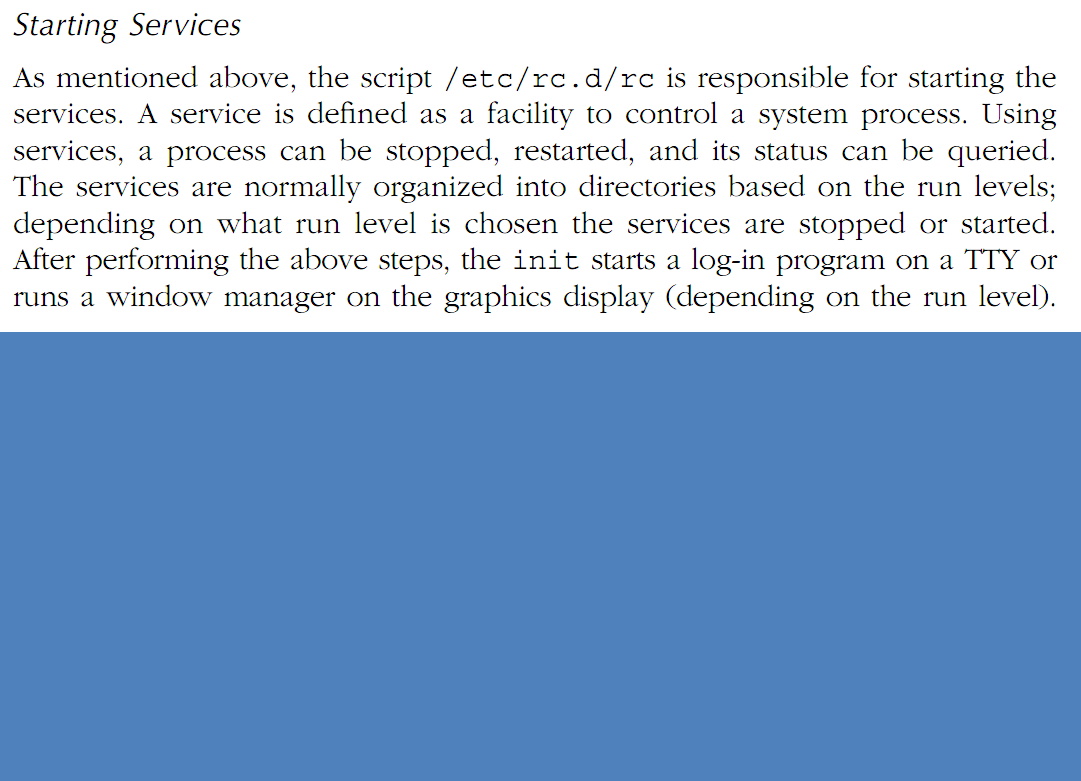 Starting Services
As mentioned above, the script /etc/rc.d/rc is responsible for starting the
services. A service is defined as a facility to control a system process. Using
services, a process can be stopped, restarted, and its status can be queried.
The services are normally organized into directories based on the run levels;
depending on what run level is chosen the services are stopped or started.
After performing the above steps, the init starts a log-in program on a TTY or
runs a window manager on the graphics display (depending on the run level).